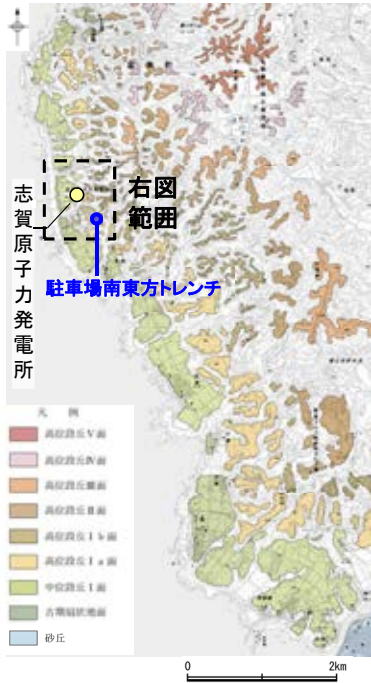 右図
範囲
志賀原子力発電所
駐車場南東方トレンチ
凡 例
高位段丘Ⅴ面
高位段丘Ⅳ面
高位段丘Ⅲ面
高位段丘Ⅱ面
高位段丘Ⅰb面
高位段丘Ⅰa面
中位段丘Ⅰ面
古期扇状地面
砂丘
0 2km